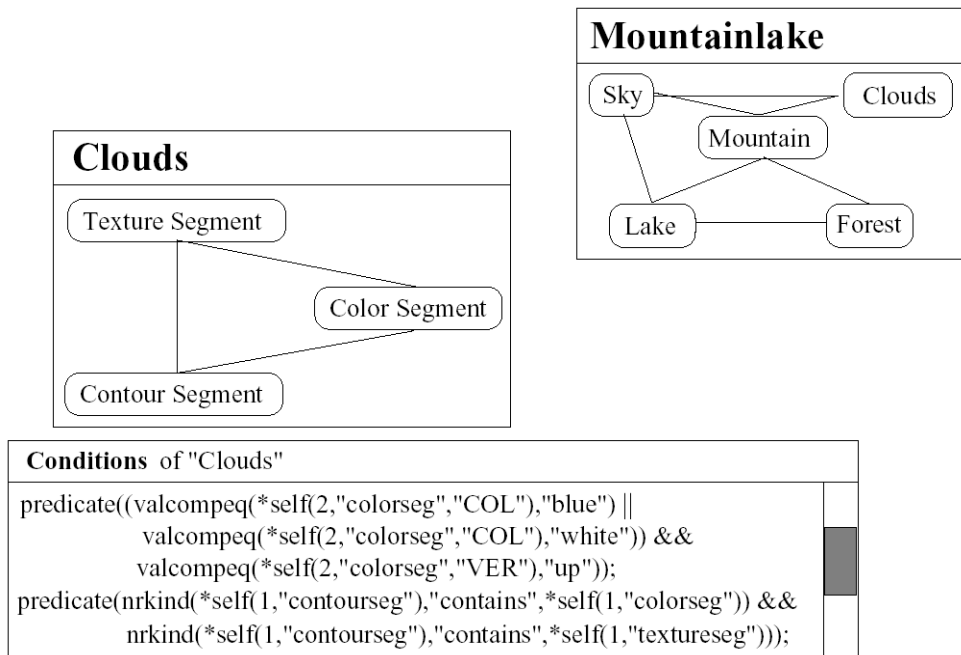 Mountainlake
Sky
Clouds
Mountain
Lake
Forest
Clouds
Texture Segment
Color Segment
Contour Segment
Conditions of "Clouds"
predicate((valcompeq(*self(2,"colorseg","COL"),"blue") ||
valcompeq(*self(2,"colorseg","COL"),"white")) &&
valcompeq(*self(2,"colorseg","VER"),"up"));
predicate(nrkind(*self(1,"contourseg"),"contains",*self(1,"colorseg")) &&
nrkind(*self(1,"contourseg"),"contains",*self(1,"textureseg")));